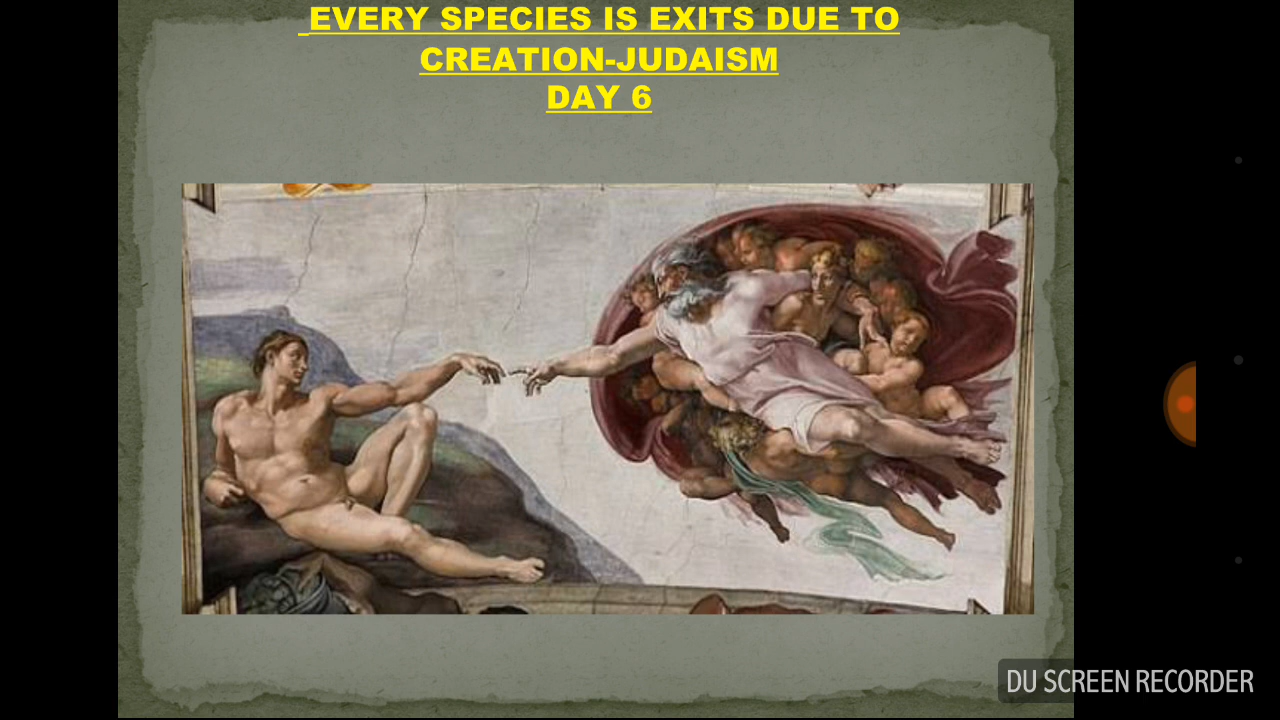 EVERY SPECIES IS EXITS DUE TO
CREATION-JUDAISM
DAY 6
DU SCREEN RECORDER